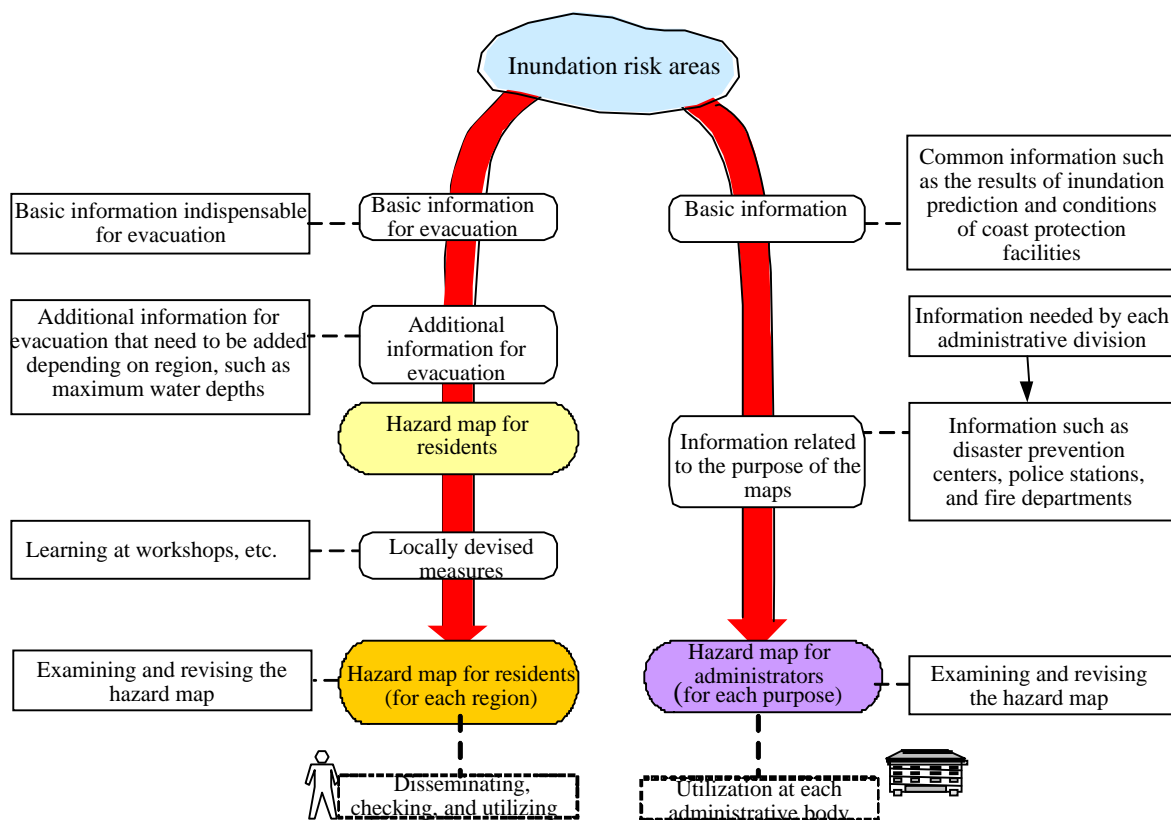 Inundation risk areas
Basic information indispensable
for evacuation
Basic information
for evacuation
Basic information
Common information such
as the results of inundation
prediction and conditions
of coast protection
facilities
Additional information for
evacuation that need to be added
depending on region, such as
maximum water depths
Additional
information for
evacuation
Information needed by each
administrative division
Hazard map for
residents
Information related
to the purpose of the
maps
Information such as
disaster prevention
centers, police stations,
and fire departments
Learning at workshops, etc.
Locally devised
measures
Examining and revising the
hazard map
Hazard map for residents
(for each region)
Hazard map for
administrators
(for each purpose)
Examining and revising
the hazard map
Disseminating,
checking, and utilizing
Utilization at each
administrative body